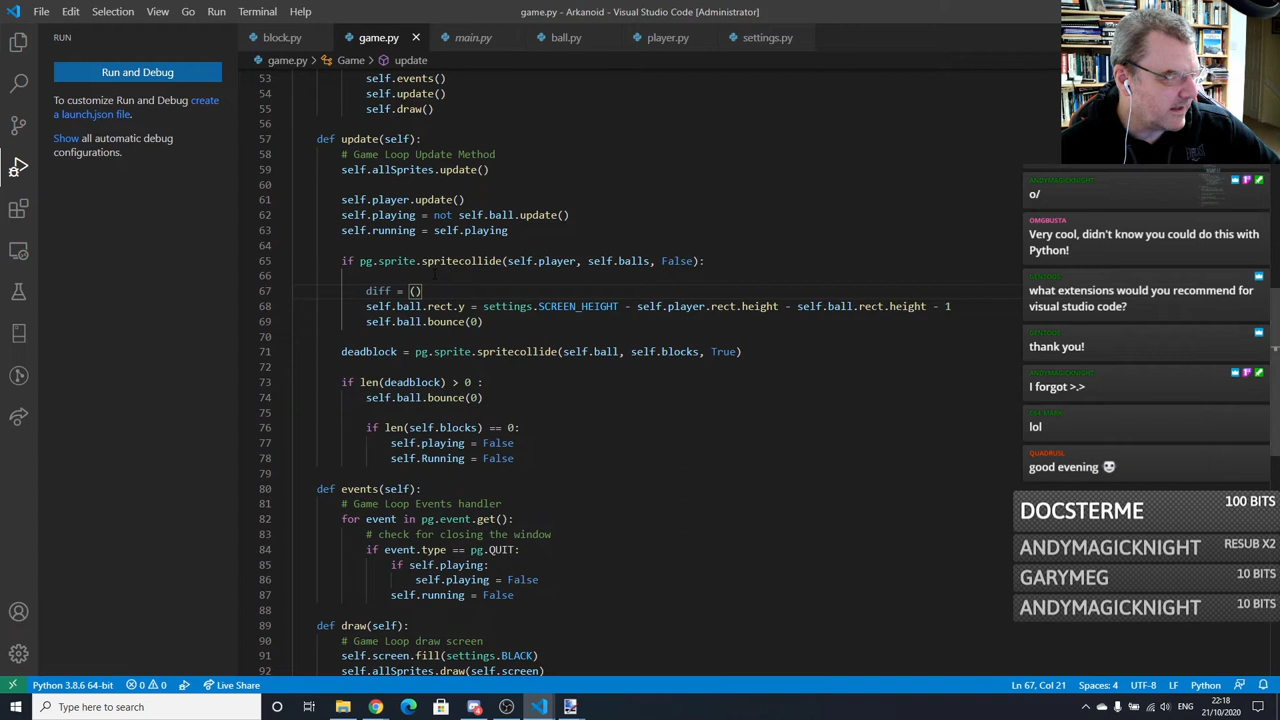 File Edit Selection View Go Run Terminal Help
game.py - Arkanoid - Visual Studio Code [Administrator]
RUN
Run and Debug
To customize Run and Debug create
a launch.json file.
Show all automatic debug
configurations.
block.py
main.py
ball.py
player.py
settings.py
game.py > Game > update
53 self.events()
54 self.update()
55 self.draw()
56
57 def update(self):
58 # Game Loop Update Method
59 self.allSprites.update()
60
61 self.player.update()
62 self.playing = not self.ball.update()
63 self.running = self.playing
64
65 if pg.sprite.spritecollide(self.player, self.balls, False):
66
67 diff = ()
68 self.ball.rect.y = settings.SCREEN_HEIGHT - self.player.rect.height - self.ball.rect.height - 1
69 self.ball.bounce(0)
70
71 deadblock = pg.sprite.spritecollide(self.ball, self.blocks, True)
72
73 if len(deadblock) > 0 :
74 self.ball.bounce(0)
75
76 if len(self.blocks) == 0:
77 self.playing = False
78 self.Running = False
79
80 def events(self):
81 # Game Loop Events handler
82 for event in pg.event.get():
83 # check for closing the window
84 if event.type == pg.QUIT:
85 if self.playing:
86 self.playing = False
87 self.running = False
88
89 def draw(self):
90 # Game Loop draw screen
91 self.screen.fill(settings.BLACK)
92 self.allSprites.draw(self.screen)
ANDYMAGICKNIGHT
o/
OMGBUSTA
Very cool, didn't know you could do this with
Python!
what extensions would you recommend for
visual studio code?
thank you!
ANDYMAGICKNIGHT
I forgot >.>
lol
QUADRUSL
good evening
DOCSTERME 100 BITS
ANDYMAGICKNIGHT RESUB X2
GARYMEG 10 BITS
ANDYMAGICKNIGHT 10 BITS
Python 3.8.6 64-bit 0 0 Live Share
Ln 67, Col 21 Spaces: 4 UTF-8 LF Python
Type here to search
22:18
21/10/2020